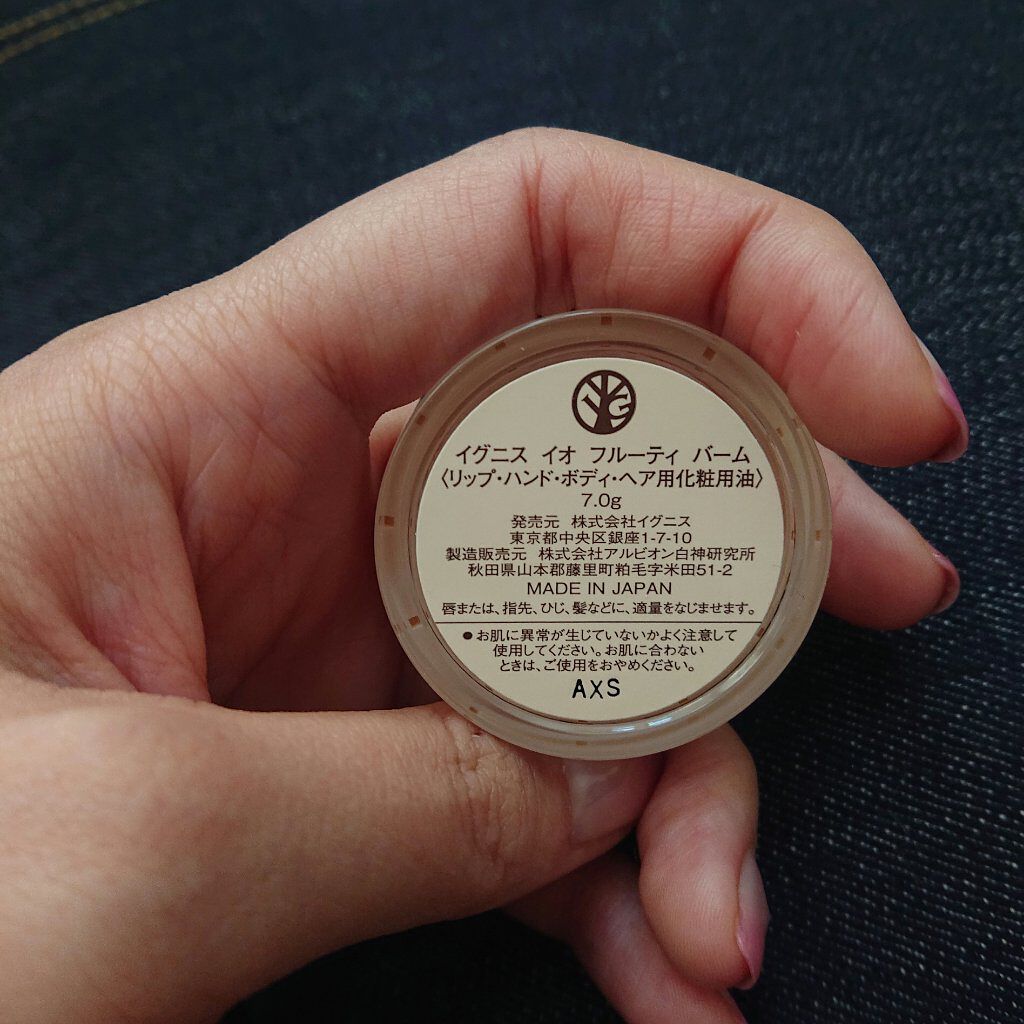 IG
イグニス イオ フルーティ バーム
〈リップ・ハンド・ボディ・ヘア用化粧用油〉
7.0g
発売元 株式会社イグニス
東京都中央区銀座1-7-10
製造販売元 株式会社アルビオン白神研究所
秋田県山本郡藤里町粕毛字米田51-2
MADE IN JAPAN
唇または、指先、ひじ、髪などに、適量をなじませます。
●お肌に異常が生じていないかよく注意して
使用してください。お肌に合わない
ときは、ご使用をおやめください。
AXS